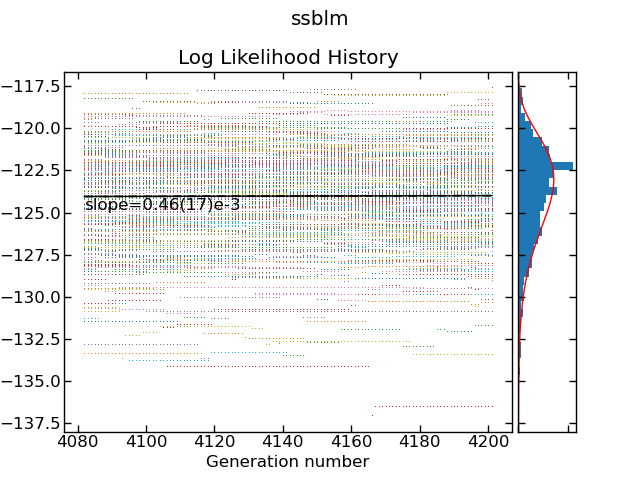 ssblm
Log Likelihood History
−117.5
−120.0
−122.5
−125.0
−127.5
−130.0
−132.5
−135.0
−137.5
slope=0.46(17)e-3
4080 4100 4120 4140 4160 4180 4200
Generation number